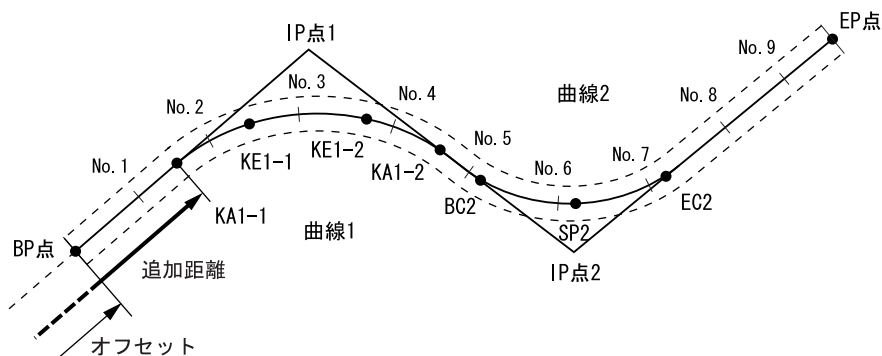 EP点
IP点1
No. 9
No. 3
No. 2
No. 4
曲線2
No. 8
No. 1
KE1-1
KE1-2
KA1-2
No. 5
No. 6
No. 7
KA1-1
曲線1
BC2
SP2
EC2
BP点
追加距離
IP点2
オフセット